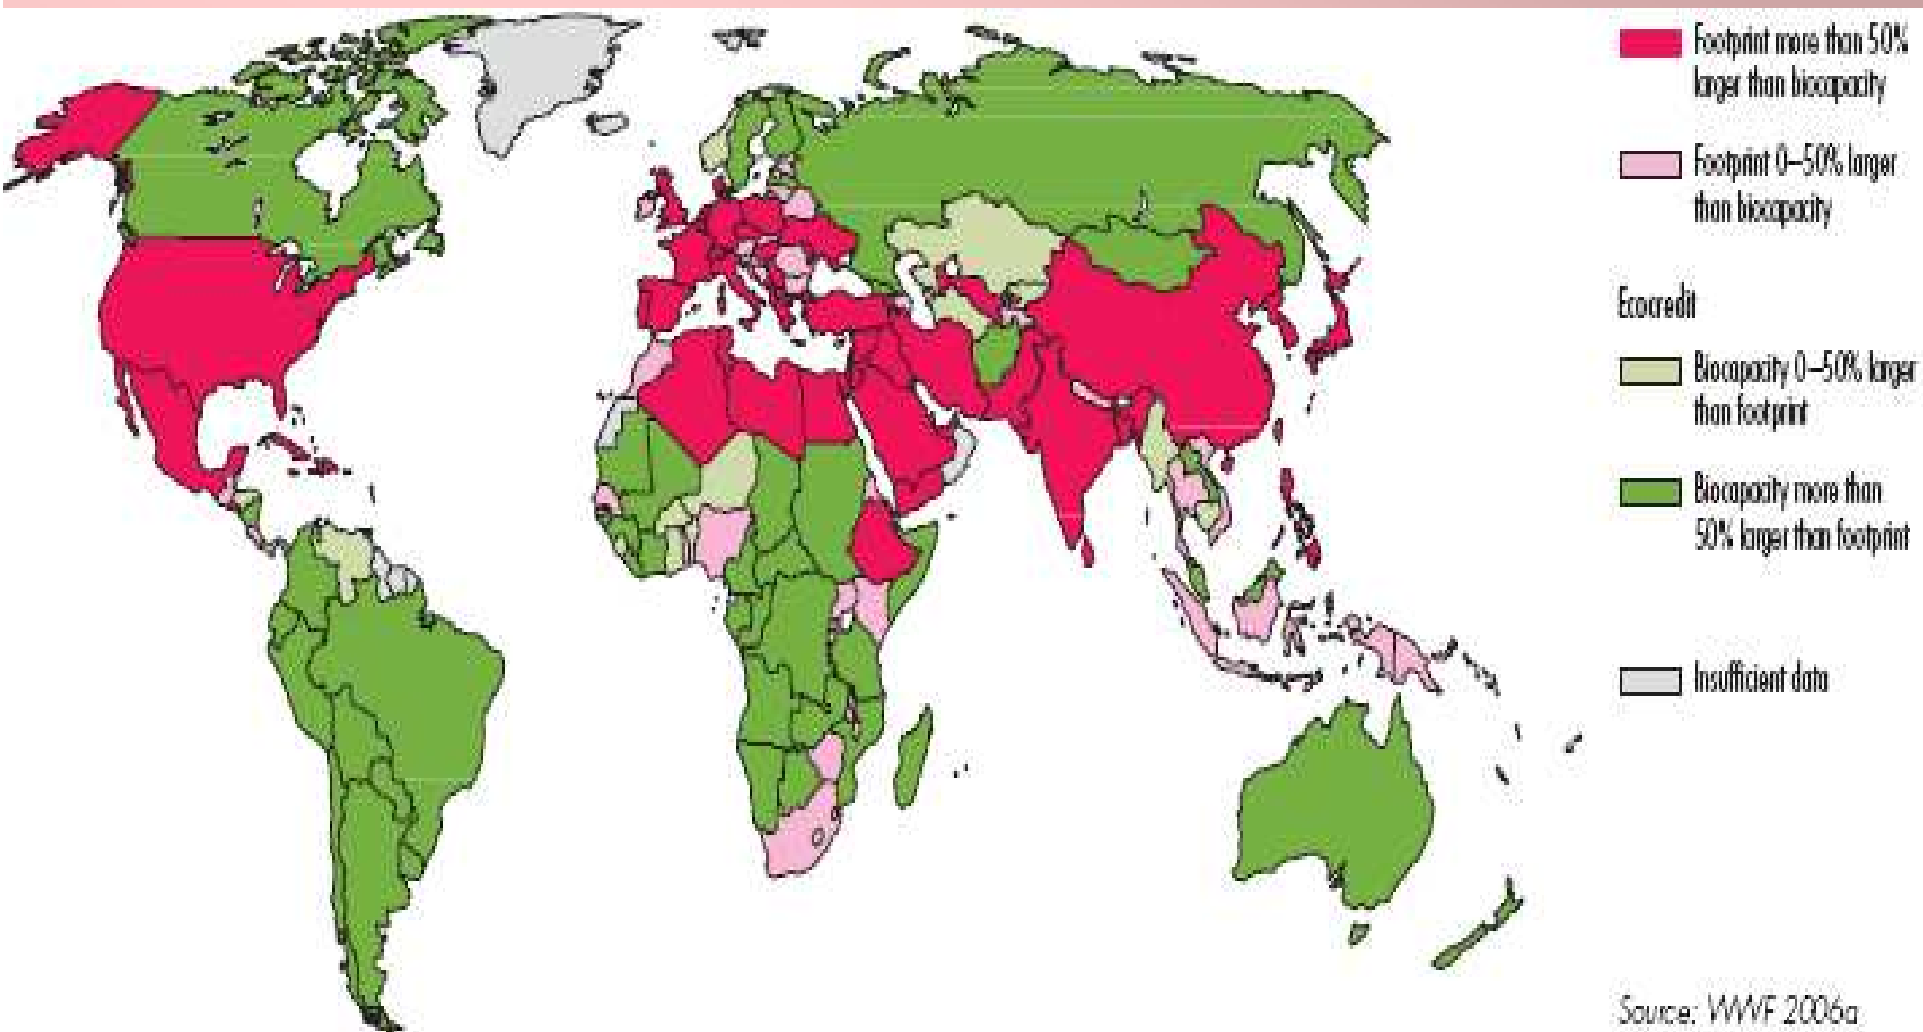 Footprint more than 50%
larger than biocapacity
Footprint 0–50% larger
than biocapacity
Ecocredit
Biocapacity 0–50% larger
than footprint
Biocapacity more than
50% larger than footprint
Insufficient data
Source: WWF 2006a